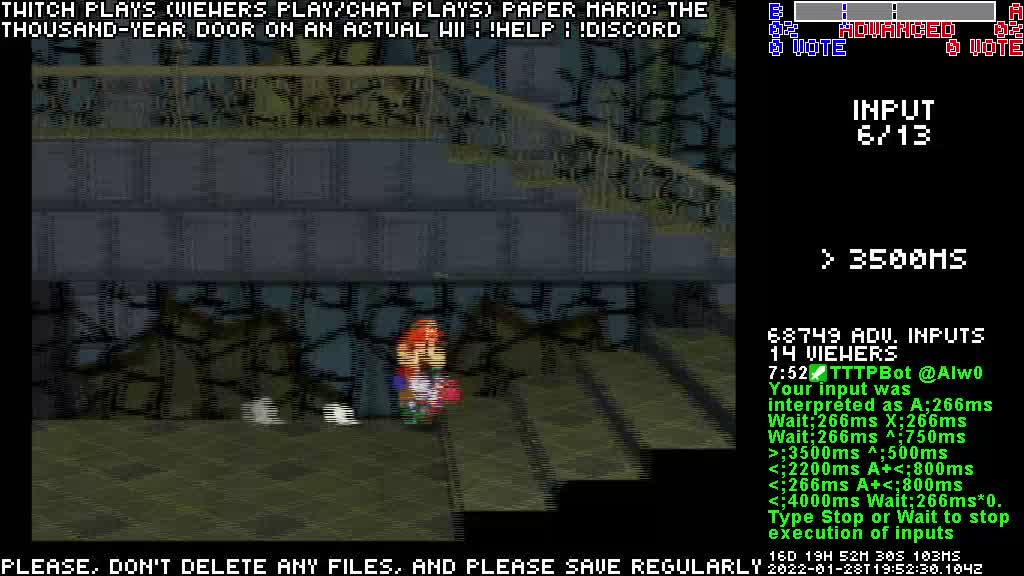 TWITCH PLAYS (VIEWERS PLAY/CHAT PLAYS) PAPER MARIO: THE
THOUSAND-YEAR DOOR ON AN ACTUAL WII ¦ !HELP ¦ !DISCORD
B A
0% ADVANCED 0%
0 VOTE 0 VOTE
INPUT
6/13
> 3500MS
68749 ADV. INPUTS
14 VIEWERS
7:52 TTTPBot @Alw0
Your input was
interpreted as A;266ms
Wait;266ms X;266ms
Wait;266ms ^;750ms
>;3500ms ^;500ms
<;2200ms A+<;800ms
<;266ms A+<;800ms
<;4000ms Wait;266ms*0.
Type Stop or Wait to stop
execution of inputs
PLEASE, DON'T DELETE ANY FILES, AND PLEASE SAVE REGULARLY
16D 19H 52M 30S 103MS
2022-01-28T19:52:30.104Z